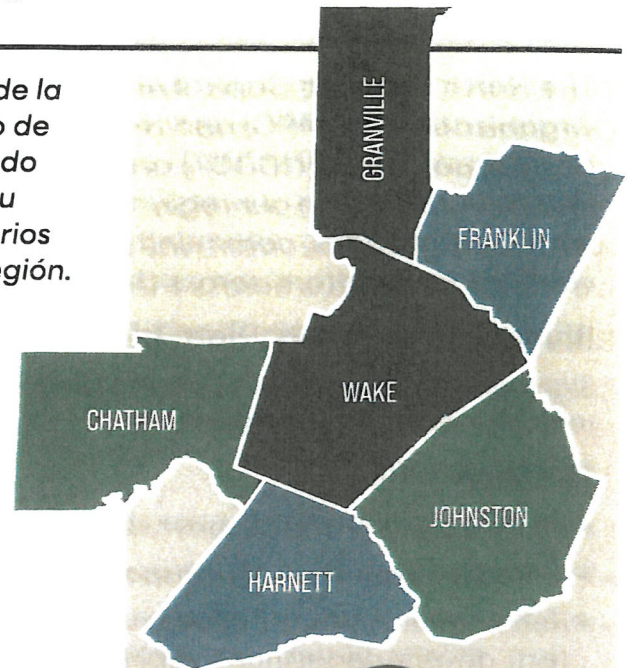 de la
o de
do
u
rios
egión.
GRANVILLE
FRANKLIN
WAKE
CHATHAM
JOHNSTON
HARNETT